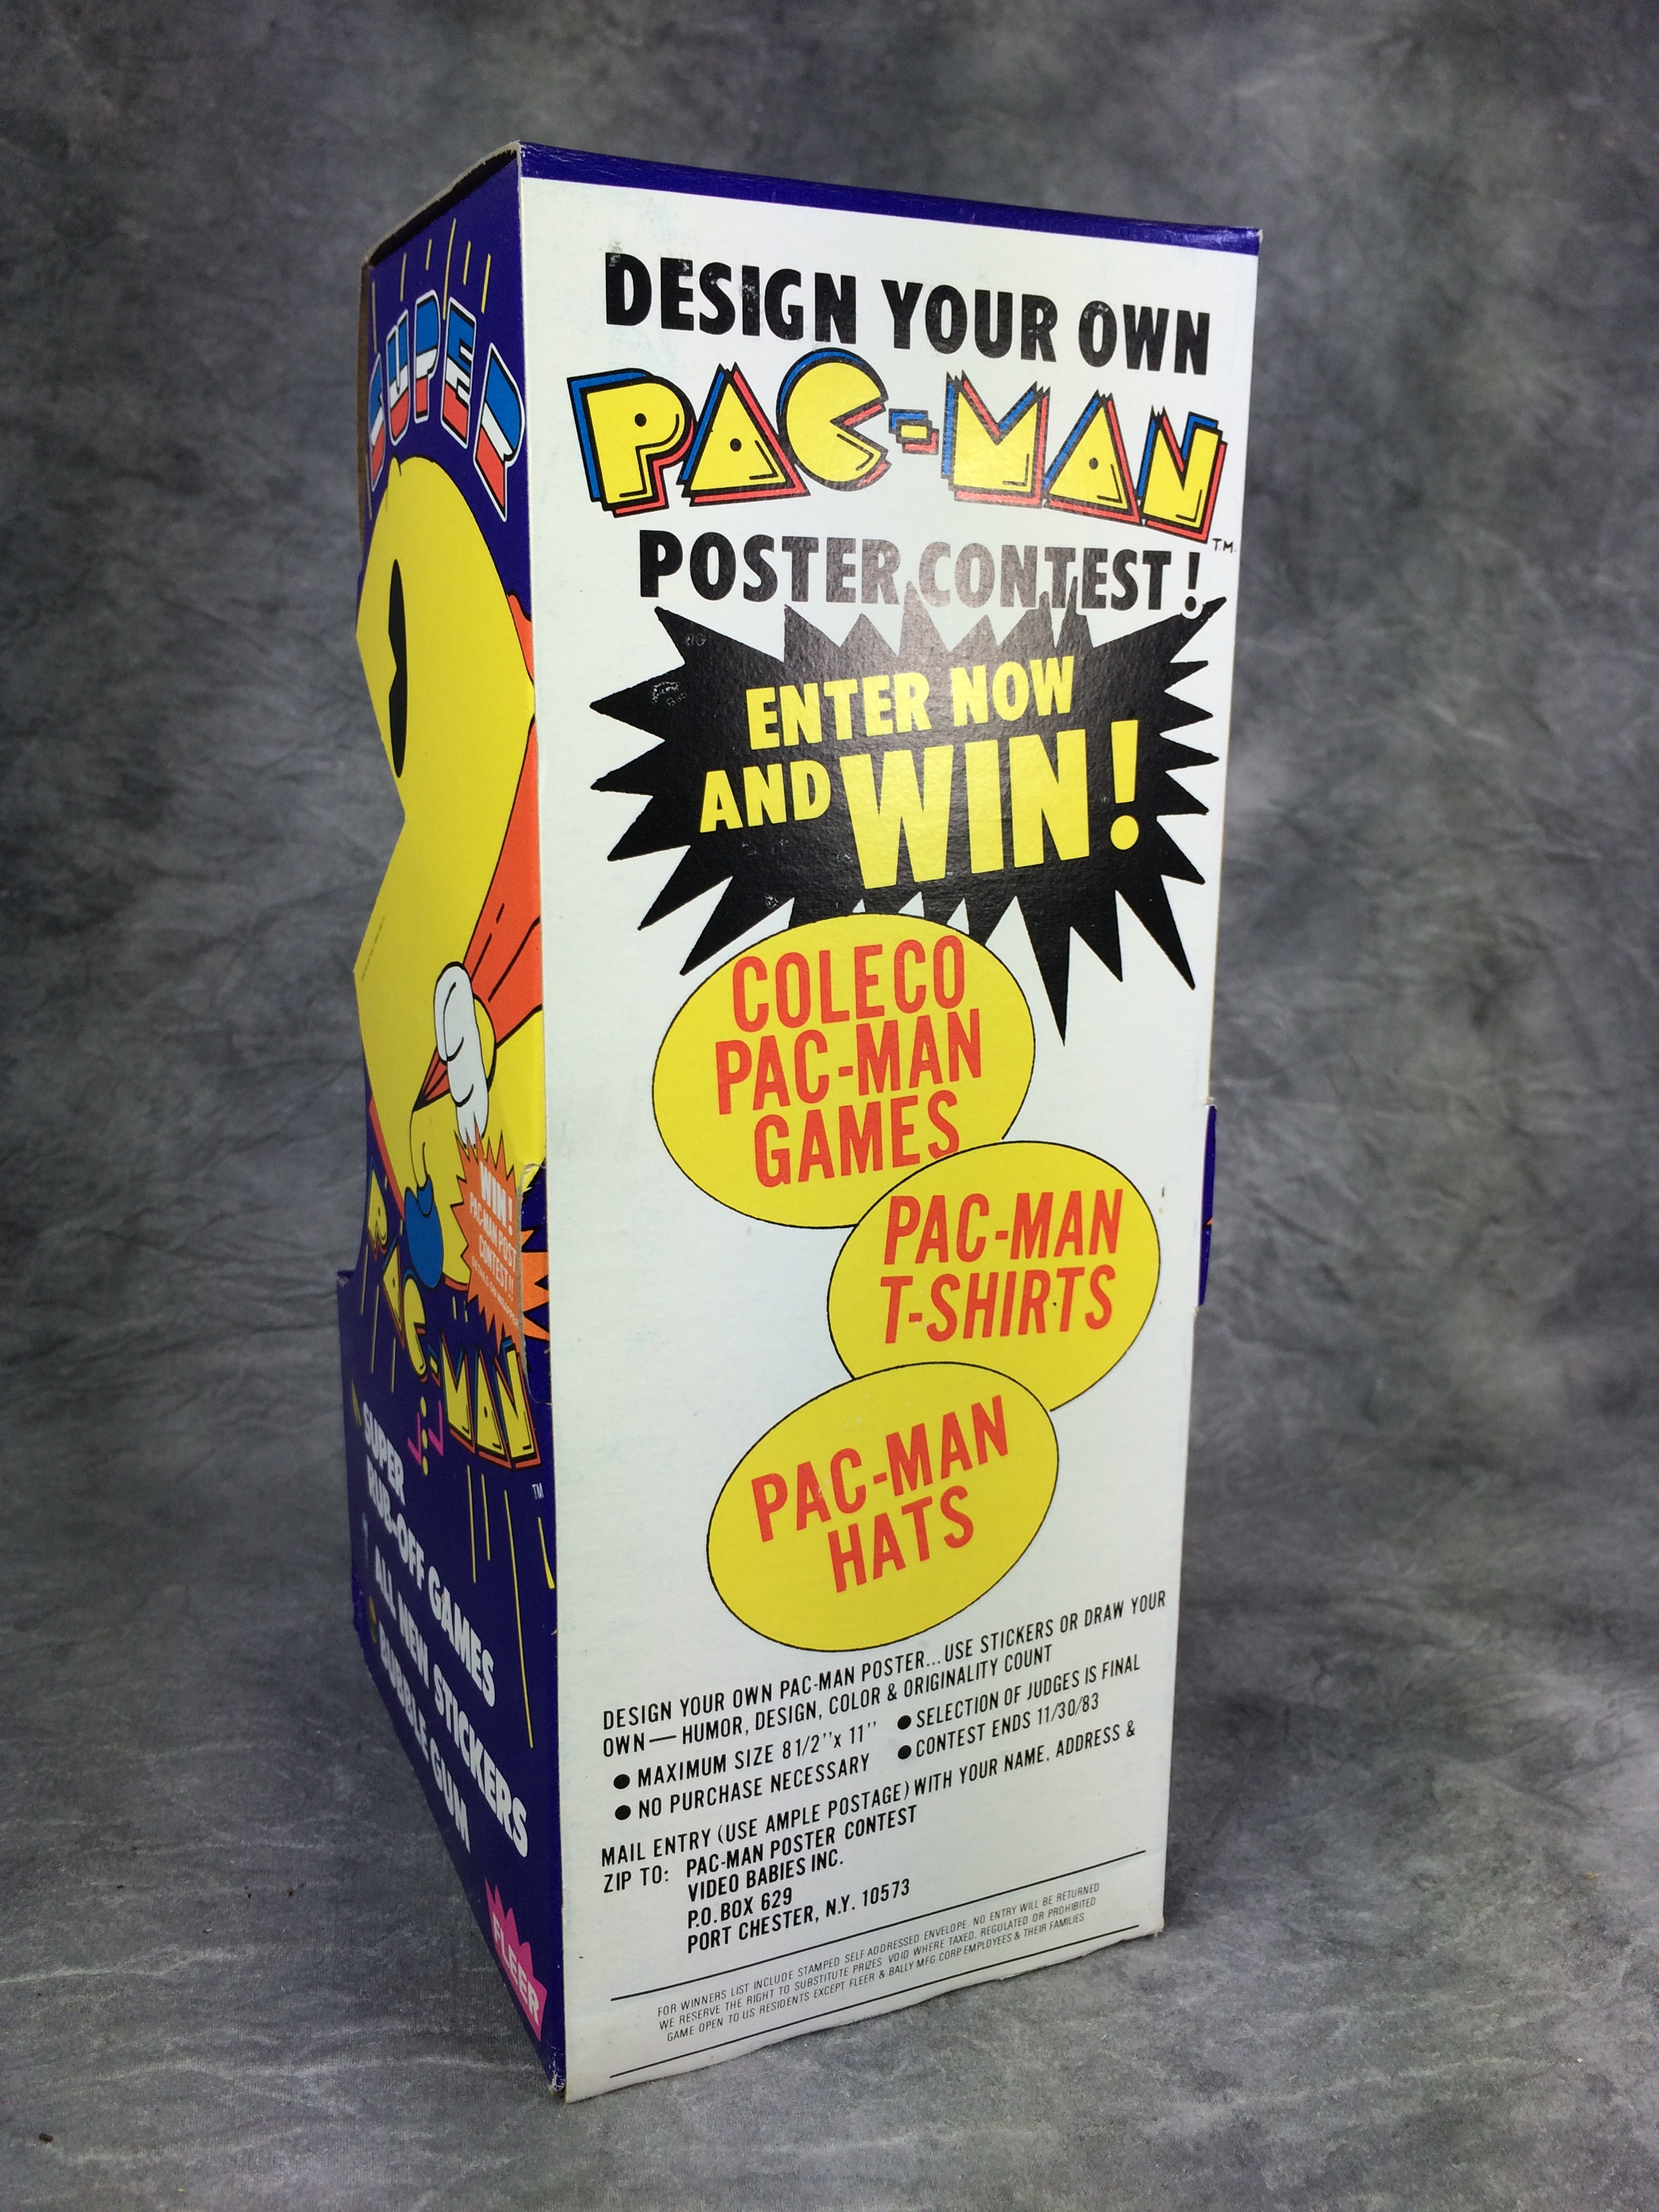 SUPER
WIN!
PAC-MAN POST
CONTEST!!
PAC-MAN
TM
SUPER
RUB-OFF GAMES
ALL NEW STICKERS
BUBBLE GUM
FLEER
DESIGN YOUR OWN
PAC-MAN
TM
POSTER CONTEST!
ENTER NOW
AND WIN!
COLECO
PAC-MAN
GAMES
PAC-MAN
T-SHIRTS
PAC-MAN
HATS
DESIGN YOUR OWN PAC-MAN POSTER...USE STICKERS OR DRAW YOUR
OWN — HUMOR, DESIGN, COLOR & ORIGINALITY COUNT
● MAXIMUM SIZE 8 1/2'' x 11'' ● SELECTION OF JUDGES IS FINAL
● NO PURCHASE NECESSARY ● CONTEST ENDS 11/30/83
MAIL ENTRY (USE AMPLE POSTAGE) WITH YOUR NAME, ADDRESS &
ZIP TO: PAC-MAN POSTER CONTEST
VIDEO BABIES INC.
P.O. BOX 629
PORT CHESTER, N.Y. 10573
FOR WINNERS LIST INCLUDE STAMPED SELF ADDRESSED ENVELOPE. NO ENTRY WILL BE RETURNED
WE RESERVE THE RIGHT TO SUBSTITUTE PRIZES VOID WHERE TAXED, REGULATED OR PROHIBITED
GAME OPEN TO US RESIDENTS EXCEPT FLEER & BALLY MFG CORP EMPLOYEES & THEIR FAMILIES